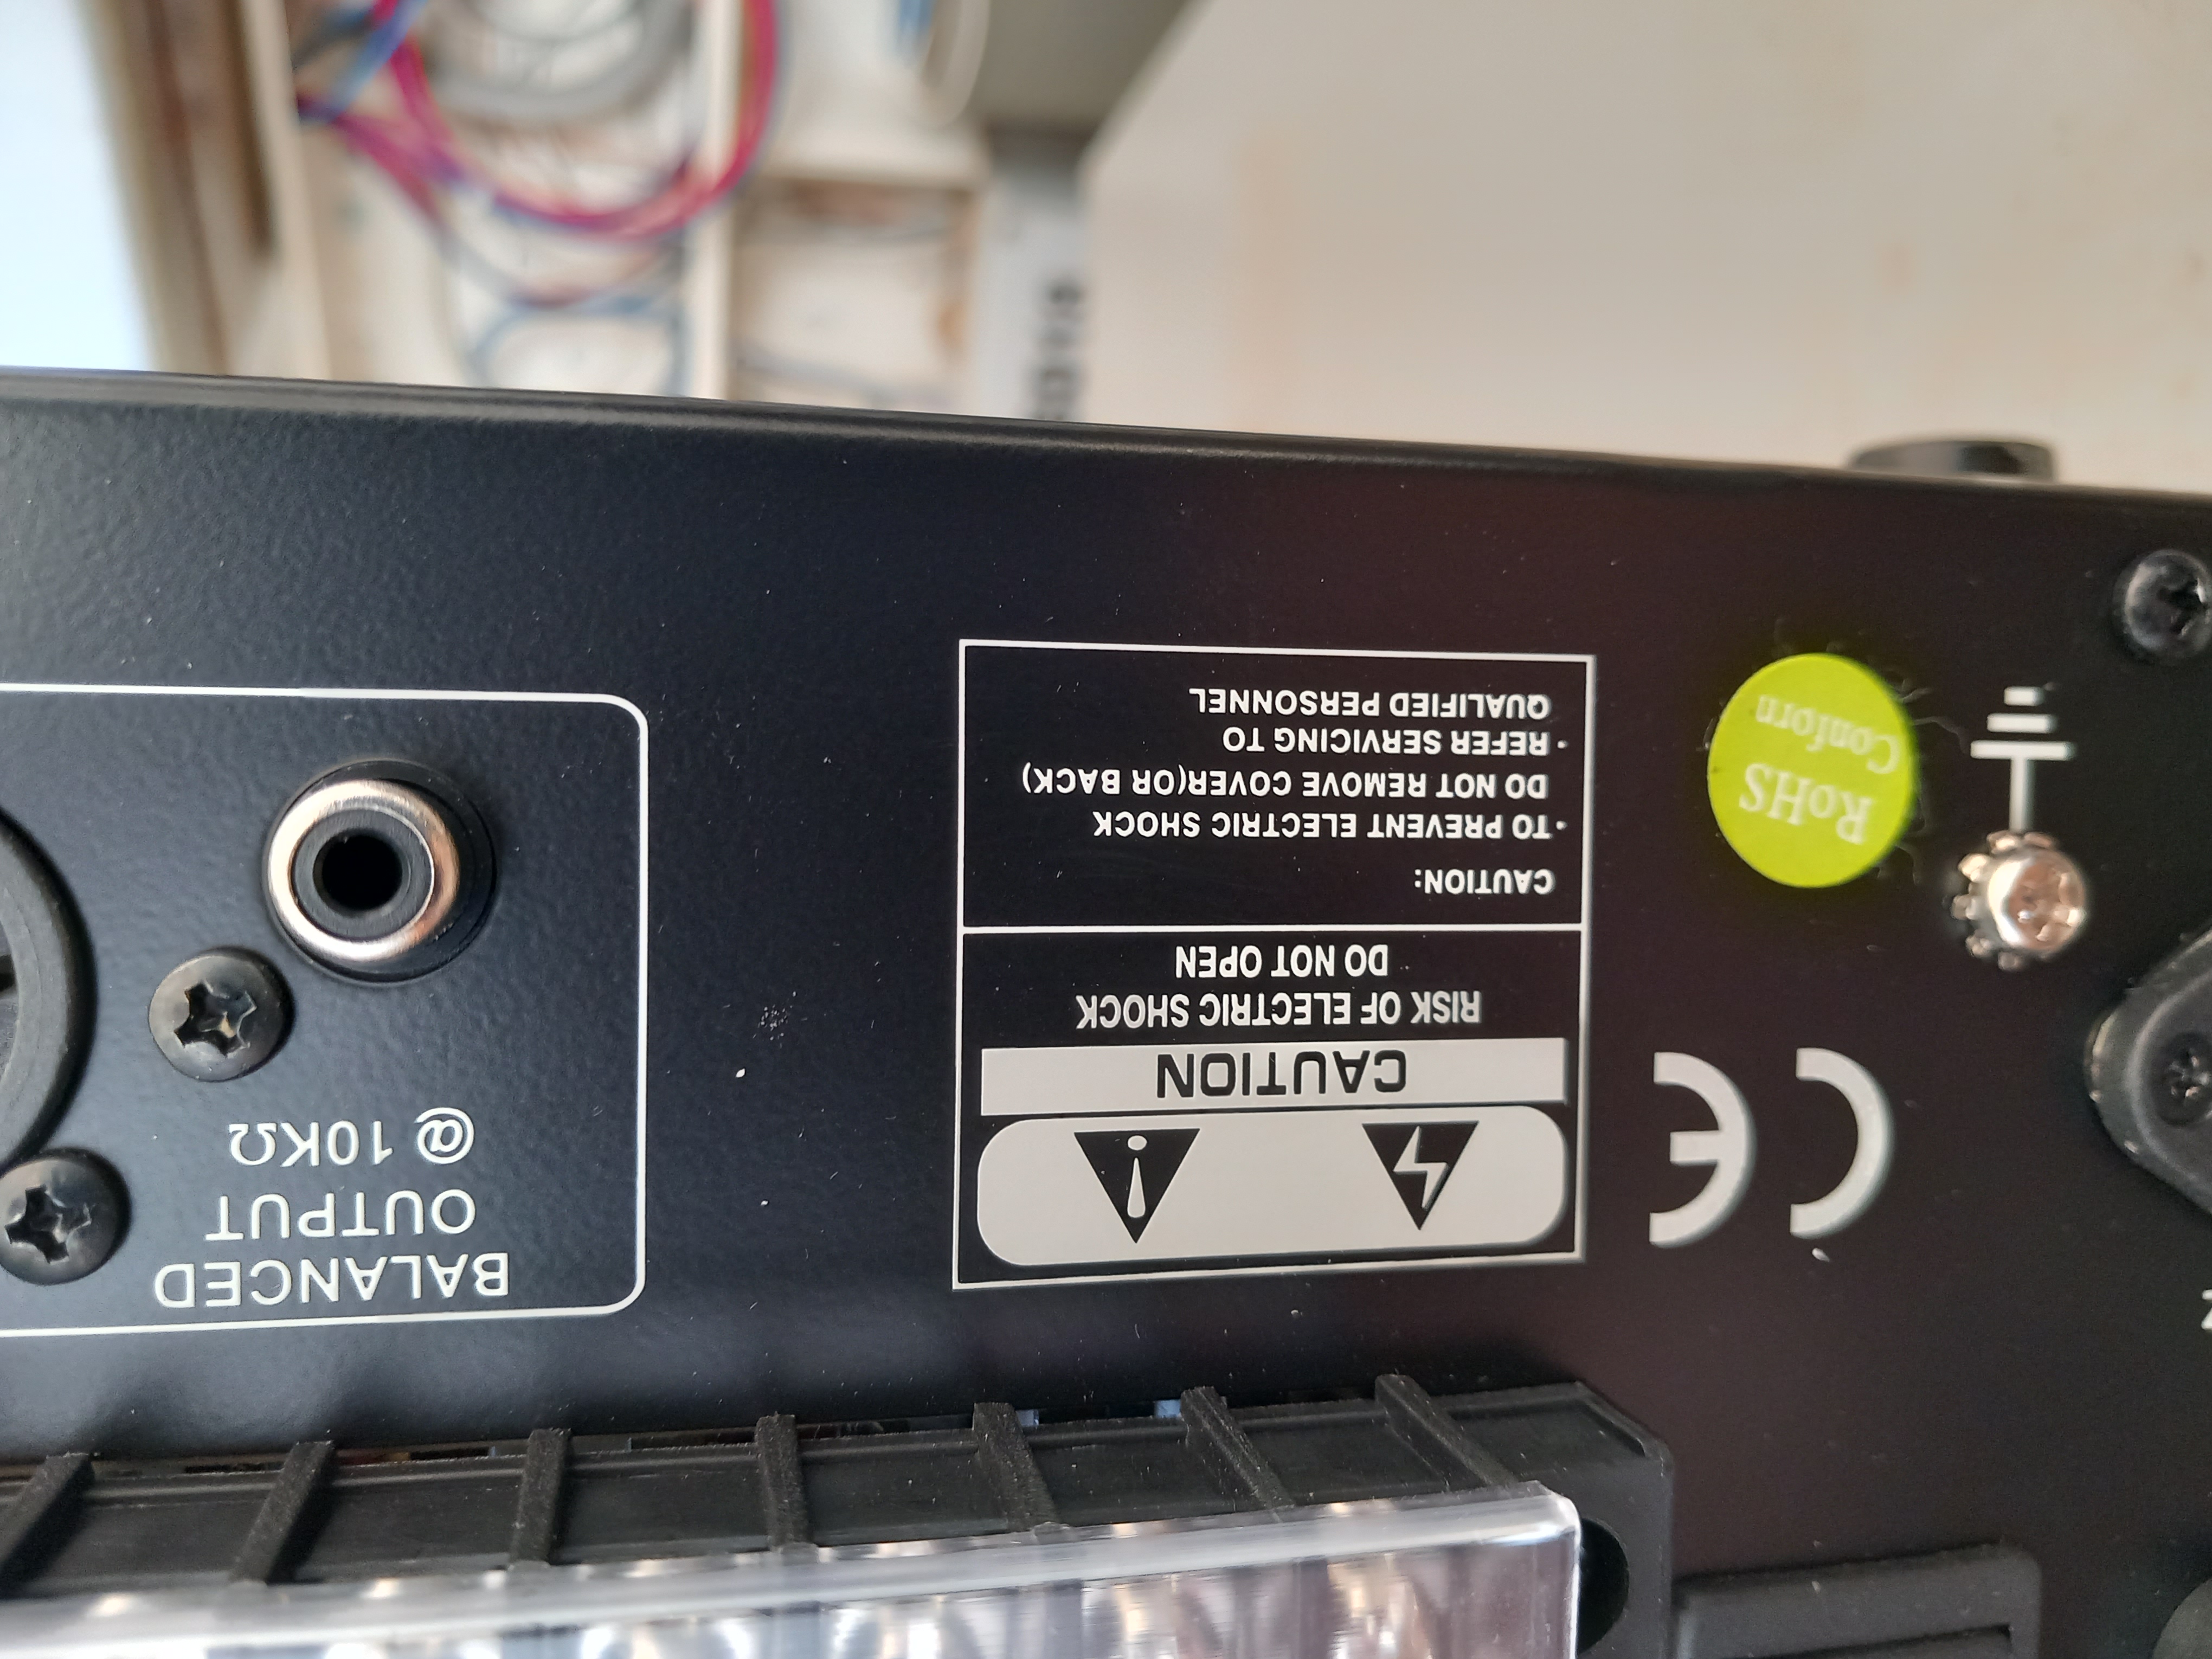 BALANCED
OUTPUT
@ 10KΩ
CE
CAUTION
RISK OF ELECTRIC SHOCK
DO NOT OPEN
CAUTION:
· TO PREVENT ELECTRIC SHOCK
DO NOT REMOVE COVER(OR BACK)
· REFER SERVICING TO
QUALIFIED PERSONNEL
RoHS
Conforn